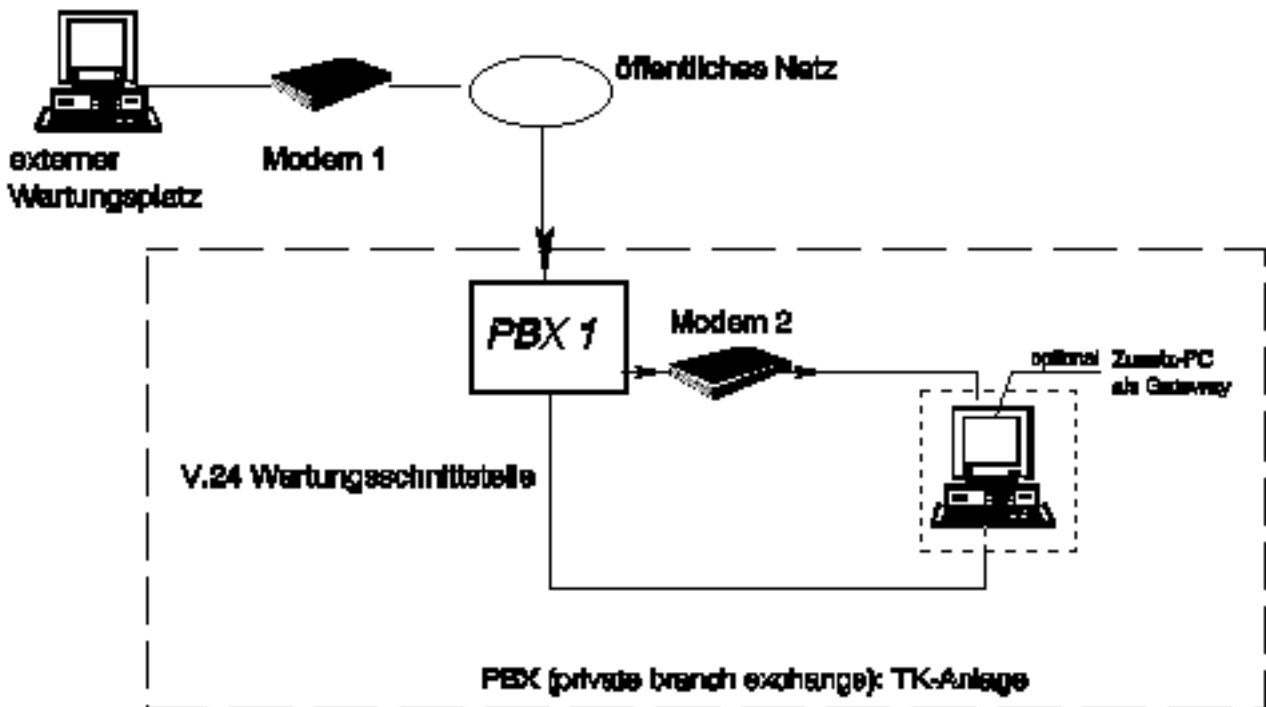 öffentliches Netz
externer
Wartungsplatz
Modem 1
PBX 1
Modem 2
optional Zusatz-PC
als Gateway
V.24 Wartungsschnittstelle
PBX (private branch exchange): TK-Anlage